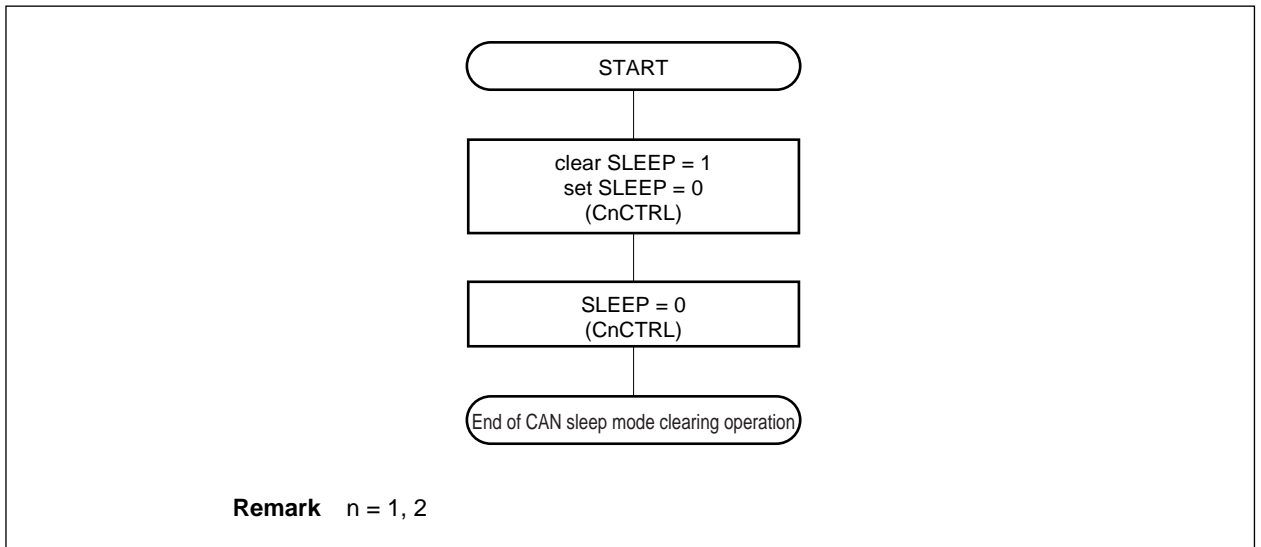 START
clear SLEEP = 1
set SLEEP = 0
(CnCTRL)
SLEEP = 0
(CnCTRL)
End of CAN sleep mode clearing operation
Remark n = 1, 2